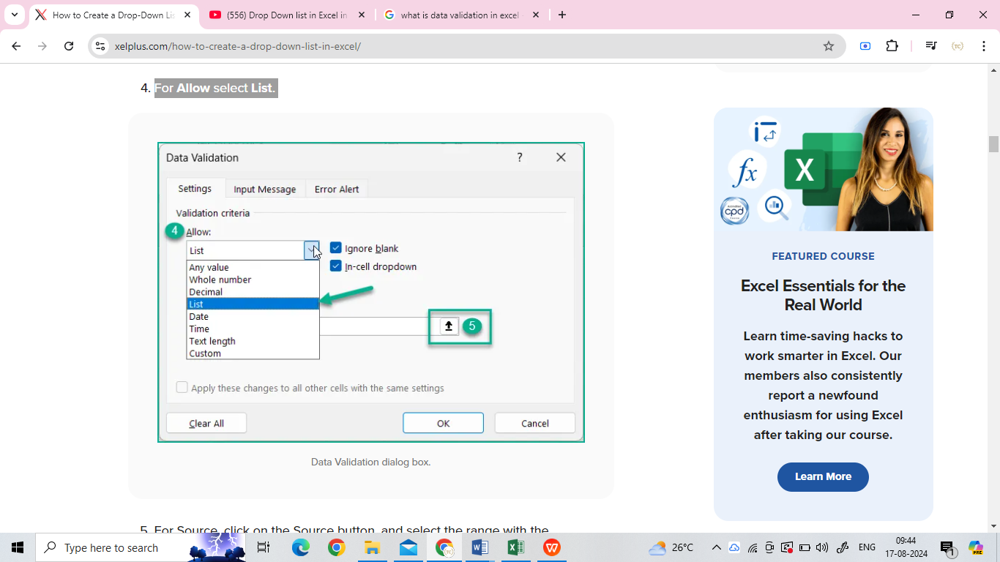 How to Create a Drop-Down Lis
(556) Drop Down list in Excel in
what is data validation in excel -
xelplus.com/how-to-create-a-drop-down-list-in-excel/
(TC)
4. For Allow select List.
Data Validation
?
Settings
Input Message
Error Alert
Validation criteria
4
Allow:
List
Ignore blank
In-cell dropdown
Any value
Whole number
Decimal
List
Date
Time
Text length
Custom
5
Apply these changes to all other cells with the same settings
Clear All
OK
Cancel
Data Validation dialog box.
5. For Source, click on the Source button, and select the range with the
fx
X
cpd
FEATURED COURSE
Excel Essentials for the
Real World
Learn time-saving hacks to
work smarter in Excel. Our
members also consistently
report a newfound
enthusiasm for using Excel
after taking our course.
Learn More
Type here to search
26°C
ENG
09:44
17-08-2024
1
PRE